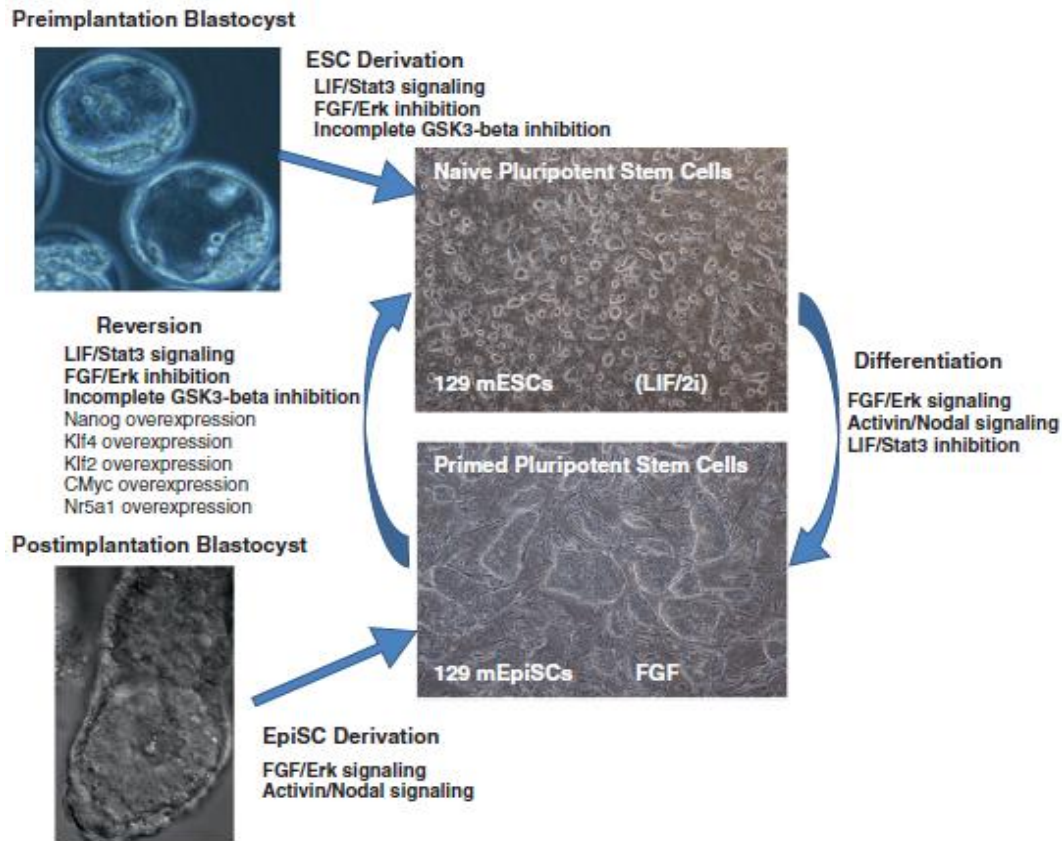 Preimplantation Blastocyst
ESC Derivation
LIF/Stat3 signaling
FGF/Erk inhibition
Incomplete GSK3-beta inhibition
Naive Pluripotent Stem Cells
129 mESCs (LIF/2i)
Reversion
LIF/Stat3 signaling
FGF/Erk inhibition
Incomplete GSK3-beta inhibition
Nanog overexpression
Klf4 overexpression
Klf2 overexpression
CMyc overexpression
Nr5a1 overexpression
Differentiation
FGF/Erk signaling
Activin/Nodal signaling
LIF/Stat3 inhibition
Primed Pluripotent Stem Cells
129 mEpiSCs FGF
Postimplantation Blastocyst
EpiSC Derivation
FGF/Erk signaling
Activin/Nodal signaling